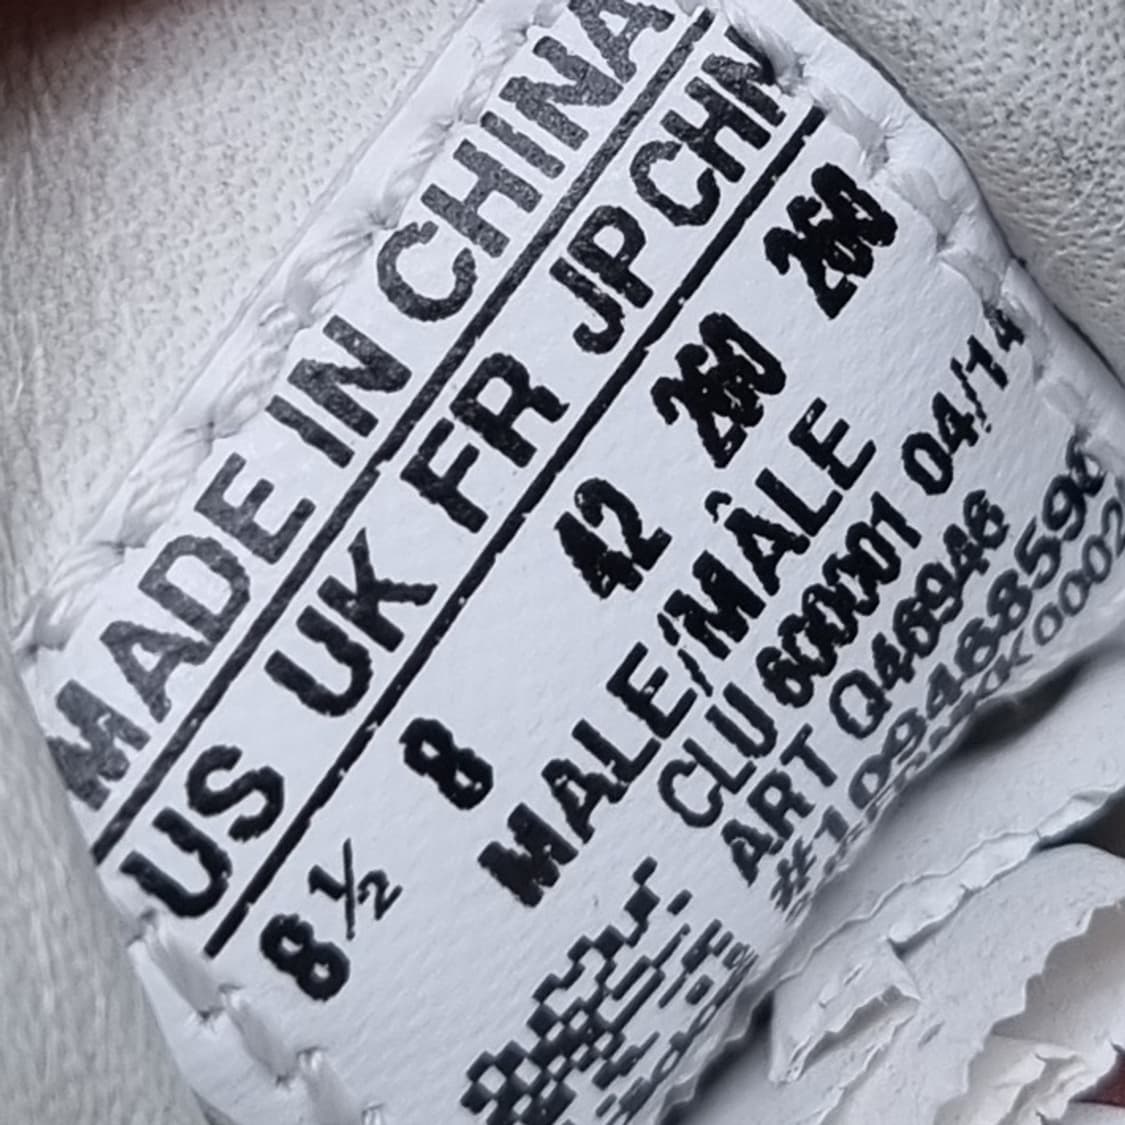 MADE IN CHINA
US UK FR JP CHN
8½ 8 42 260 260
MALE/MÂLE
CLU 600001 04/14
ART Q46946